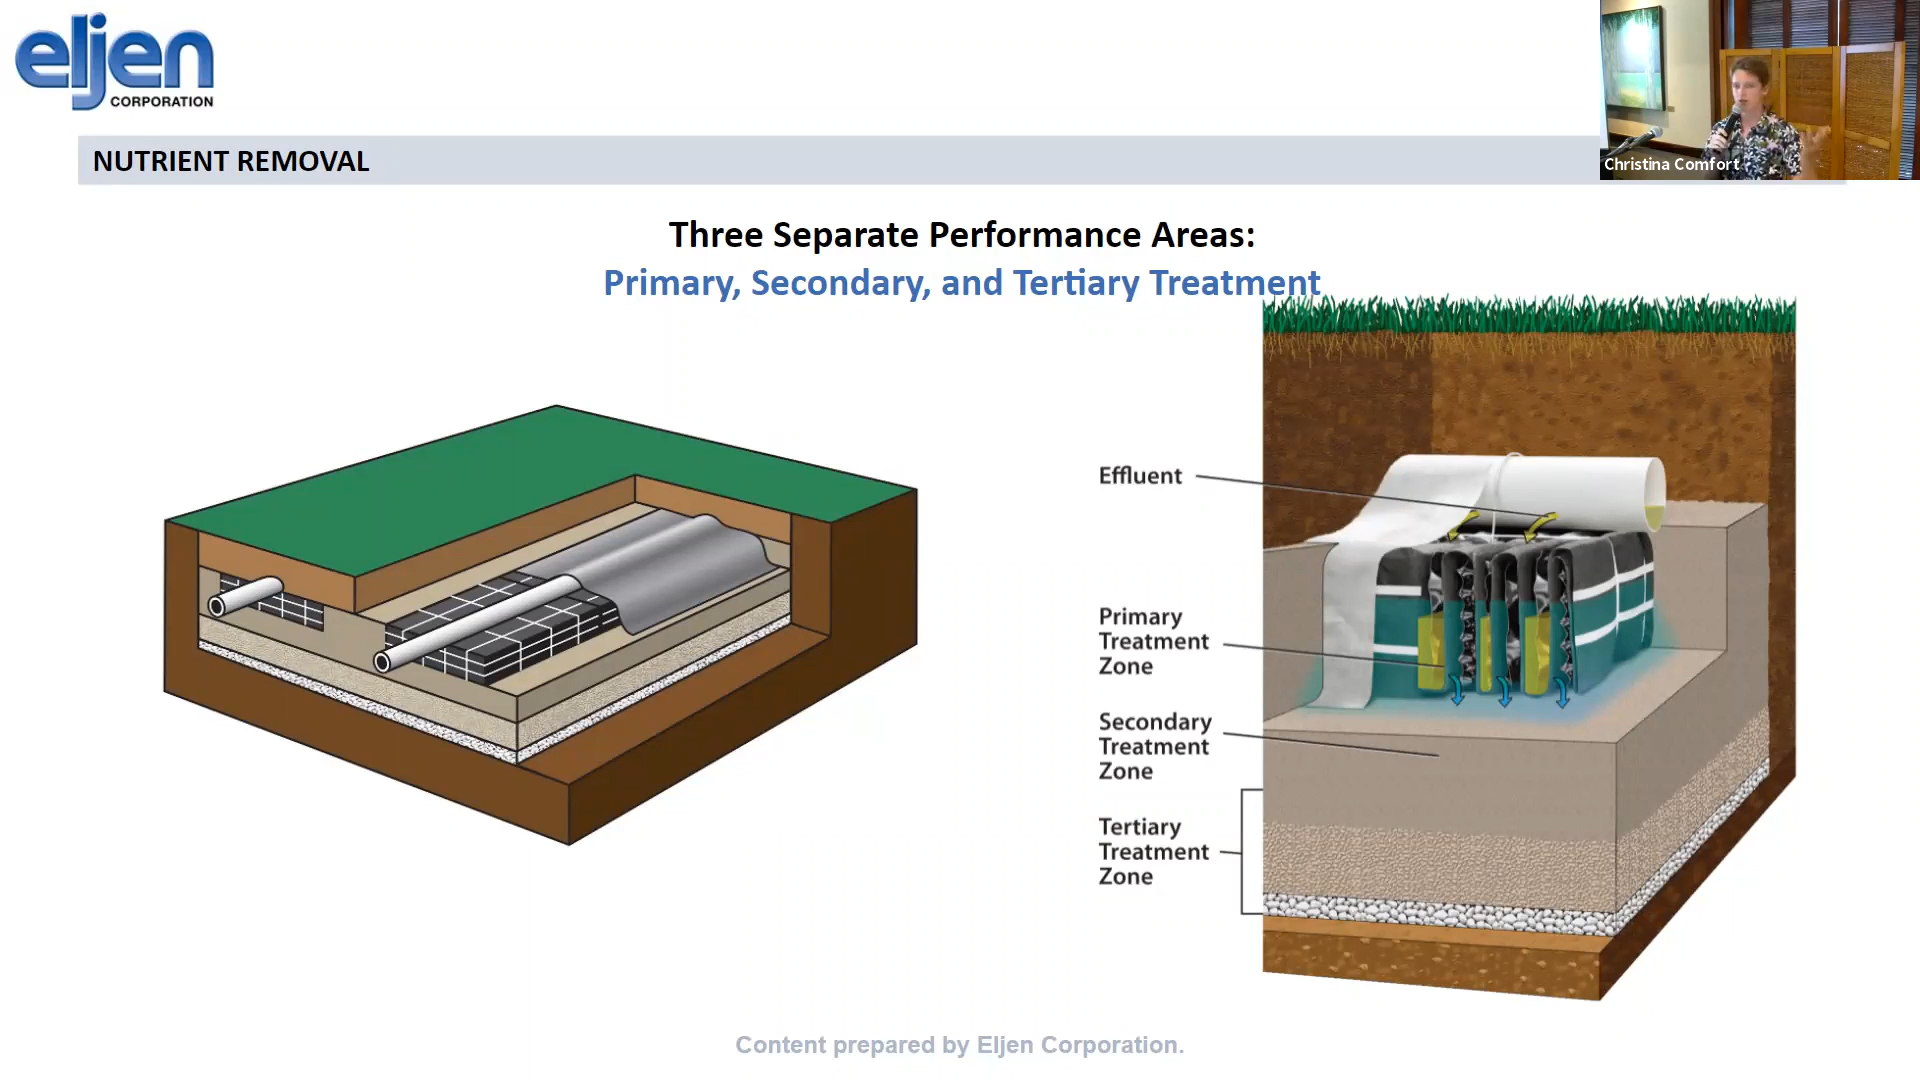 eljen
CORPORATION
Christina Comfort
NUTRIENT REMOVAL
Three Separate Performance Areas:
Primary, Secondary, and Tertiary Treatment
Effluent
Primary
Treatment
Zone
Secondary
Treatment
Zone
Tertiary
Treatment
Zone
Content prepared by Eljen Corporation.